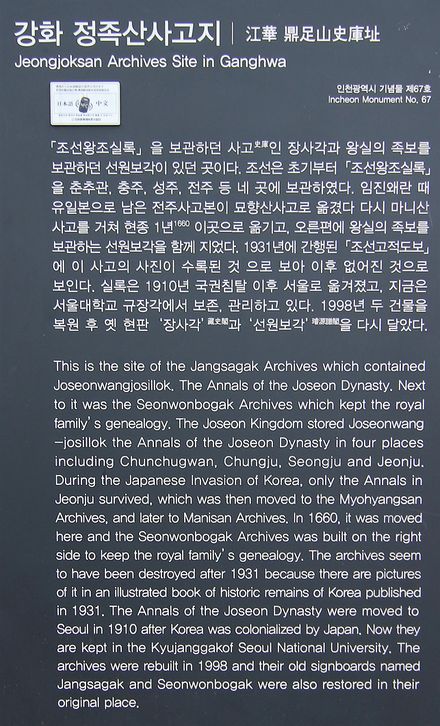 강화 정족산사고지 | 江華 鼎足山史庫址
Jeongjoksan Archives Site in Ganghwa
인천광역시 기념물 제67호
Incheon Monument No. 67
日本語 中文
「조선왕조실록」을 보관하던 사고史庫인 장사각과 왕실의 족보를
보관하던 선원보각이 있던 곳이다. 조선은 초기부터 「조선왕조실록」
을 춘추관, 충주, 성주, 전주 등 네 곳에 보관하였다. 임진왜란 때
유일본으로 남은 전주사고본이 묘향산사고로 옮겼다 다시 마니산
사고를 거쳐 현종 1년1660 이곳으로 옮기고, 오른편에 왕실의 족보를
보관하는 선원보각을 함께 지었다. 1931년에 간행된 「조선고적도보」
에 이 사고의 사진이 수록된 것 으로 보아 이후 없어진 것으로
보인다. 실록은 1910년 국권침탈 이후 서울로 옮겨졌고, 지금은
서울대학교 규장각에서 보존, 관리하고 있다. 1998년 두 건물을
복원 후 옛 현판 ‘장사각’藏史閣과 ‘선원보각’璿源譜閣을 다시 달았다.
This is the site of the Jangsagak Archives which contained
Joseonwangjosillok, The Annals of the Joseon Dynasty. Next
to it was the Seonwonbogak Archives which kept the royal
family’s genealogy. The Joseon Kingdom stored Joseonwang
-josillok the Annals of the Joseon Dynasty in four places
including Chunchugwan, Chungju, Seongju and Jeonju.
During the Japanese Invasion of Korea, only the Annals in
Jeonju survived, which was then moved to the Myohyangsan
Archives, and later to Manisan Archives. In 1660, it was moved
here and the Seonwonbogak Archives was built on the right
side to keep the royal family’s genealogy. The archives seem
to have been destroyed after 1931 because there are pictures
of it in an illustrated book of historic remains of Korea published
in 1931. The Annals of the Joseon Dynasty were moved to
Seoul in 1910 after Korea was colonialized by Japan. Now they
are kept in the Kyujanggakof Seoul National University. The
archives were rebuilt in 1998 and their old signboards named
Jangsagak and Seonwonbogak were also restored in their
original place.